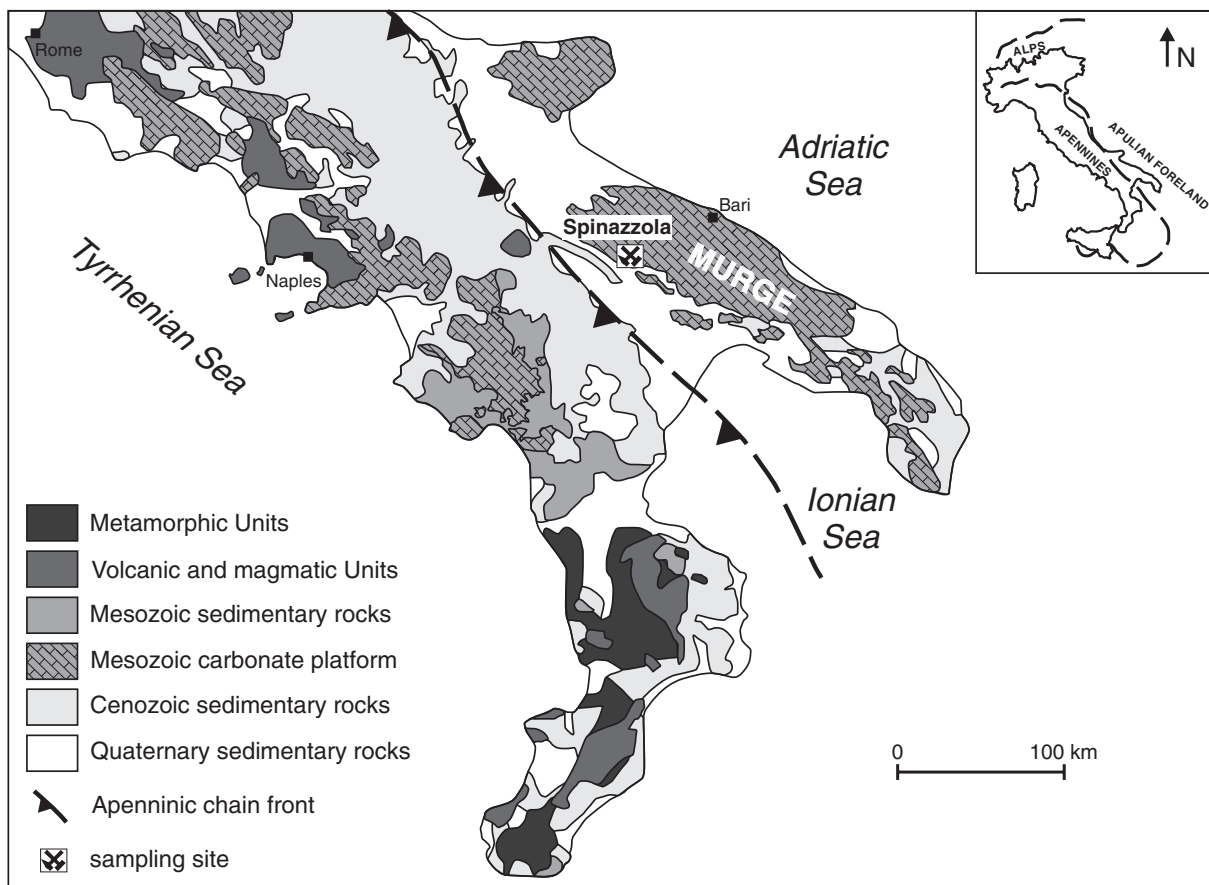 Rome
Naples
Tyrrhenian Sea
Adriatic
Sea
Bari
Spinazzola
MURGE
Ionian
Sea
ALPS
APENNINES
APULIAN FORELAND
N
Metamorphic Units
Volcanic and magmatic Units
Mesozoic sedimentary rocks
Mesozoic carbonate platform
Cenozoic sedimentary rocks
Quaternary sedimentary rocks
Apenninic chain front
sampling site
0 100 km